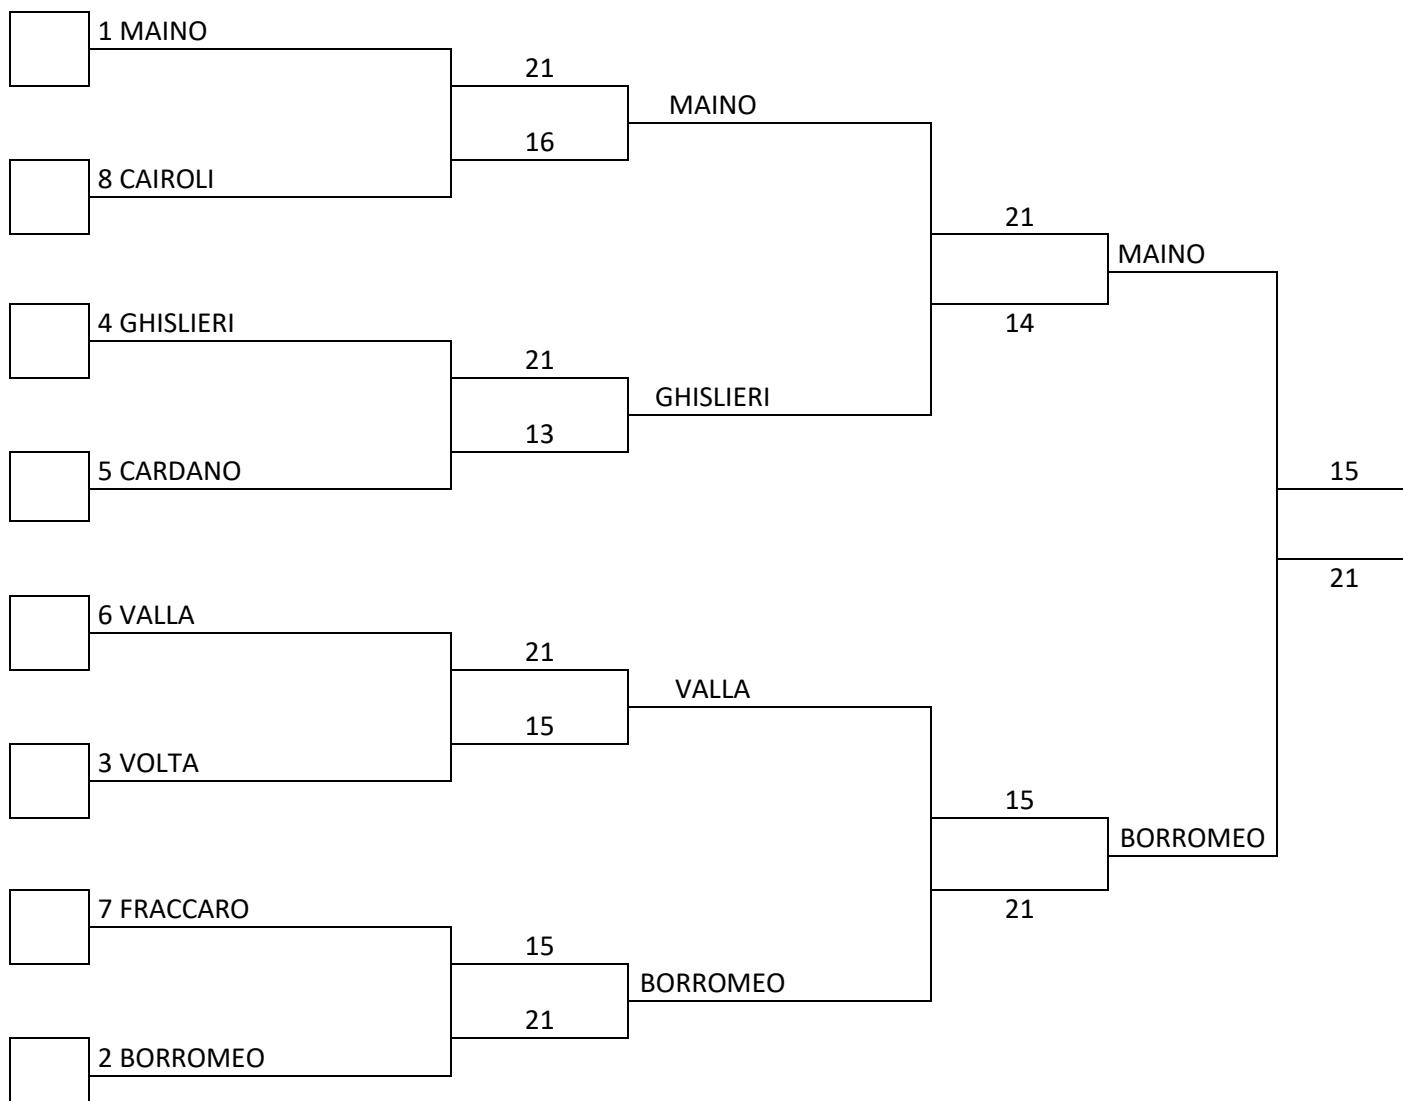 1 MAINO
21
MAINO
16
8 CAIROLI
21
MAINO
14
4 GHISLIERI
21
GHISLIERI
13
5 CARDANO
15
21
6 VALLA
21
VALLA
15
3 VOLTA
15
BORROMEO
21
7 FRACCARO
15
BORROMEO
21
2 BORROMEO